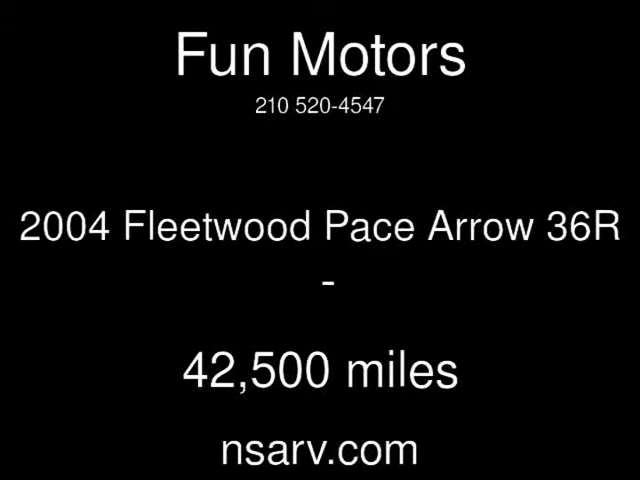 Fun Motors
210 520-4547
2004 Fleetwood Pace Arrow 36R
-
42,500 miles
nsarv.com